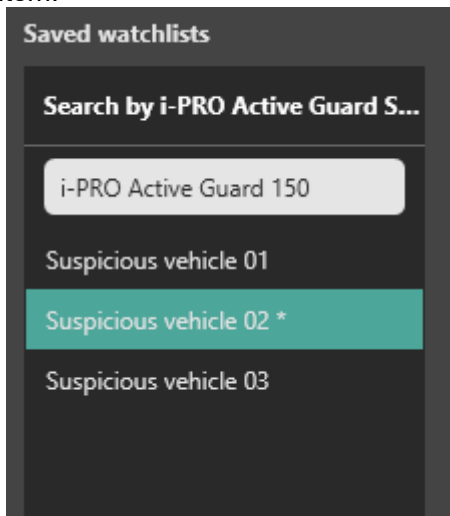 Saved watchlists
Search by i-PRO Active Guard S...
i-PRO Active Guard 150
Suspicious vehicle 01
Suspicious vehicle 02 *
Suspicious vehicle 03